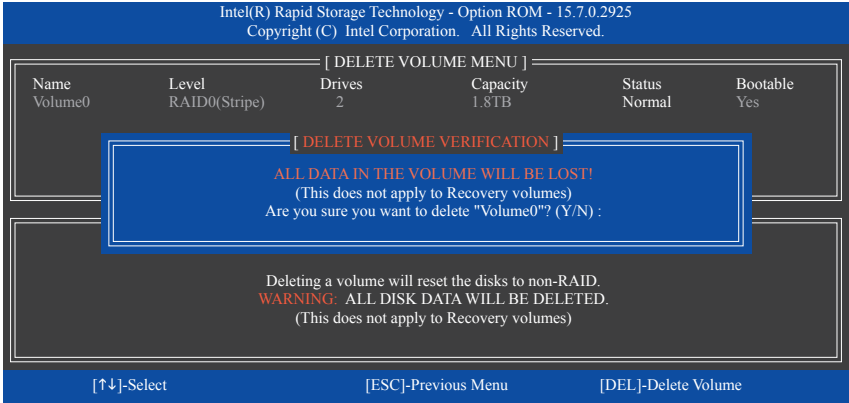 Intel(R) Rapid Storage Technology - Option ROM - 15.7.0.2925
Copyright (C) Intel Corporation. All Rights Reserved.
[ DELETE VOLUME MENU ]
Name Level Drives Capacity Status Bootable
Volume0 RAID0(Stripe) 2 1.8TB Normal Yes
[ DELETE VOLUME VERIFICATION ]
ALL DATA IN THE VOLUME WILL BE LOST!
(This does not apply to Recovery volumes)
Are you sure you want to delete "Volume0"? (Y/N) :
Deleting a volume will reset the disks to non-RAID.
WARNING: ALL DISK DATA WILL BE DELETED.
(This does not apply to Recovery volumes)
[↑↓]-Select [ESC]-Previous Menu [DEL]-Delete Volume